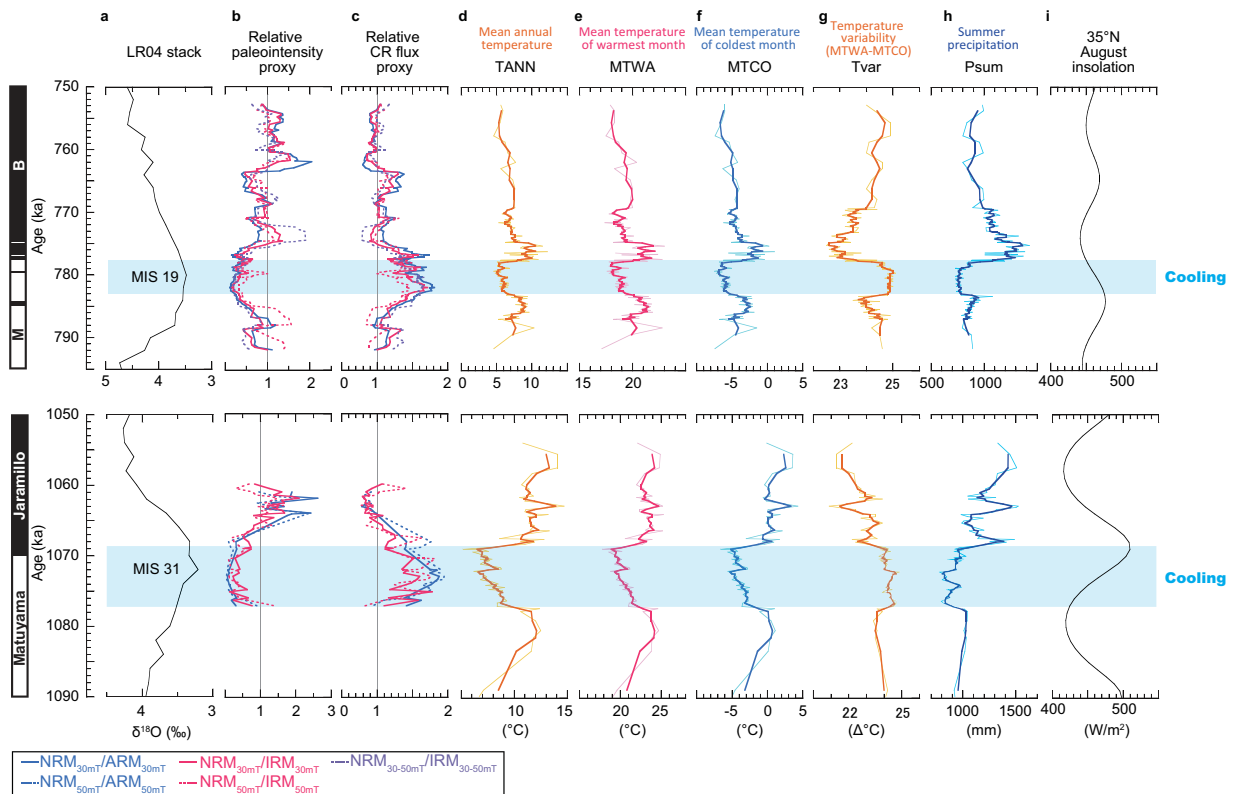 a b c d e f g h i
LR04 stack
Relative
paleointensity
proxy
Relative
CR flux
proxy
Mean annual
temperature
TANN
Mean temperature
of warmest month
MTWA
Mean temperature
of coldest month
MTCO
Temperature
variability
(MTWA-MTCO)
Tvar
Summer
precipitation
Psum
35°N
August
insolation
B
M
Age (ka)
750
760
770
780
790
MIS 19
Cooling
5 4 3
1 2
0 1 2
5 10
15 20
-5 0 5
23 25
500 1000
400 500
Jaramillo
Matuyama
Age(ka)
1050
1060
1070
1080
1090
MIS 31
Cooling
4 3
1 2 3
0 1 2
10 15
20 25
-5 0 5
22 25
1000 1500
400 500
δ¹⁸O (‰)
(°C)
(°C)
(°C)
(Δ°C)
(mm)
(W/m²)
NRM30mT/ARM30mT NRM30mT/IRM30mT NRM30-50mT/IRM30-50mT
NRM50mT/ARM50mT NRM50mT/IRM50mT